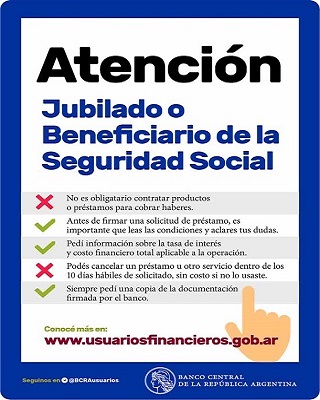 Atención
Jubilado o
Beneficiario de la
Seguridad Social
No es obligatorio contratar productos
o préstamos para cobrar haberes.
Antes de firmar una solicitud de préstamo, es
importante que leas las condiciones y aclares tus dudas.
Pedí información sobre la tasa de interés
y costo financiero total aplicable a la operación.
Podés cancelar un préstamo u otro servicio dentro de los
10 días hábiles de solicitado, sin costo si no lo usaste.
Siempre pedí una copia de la documentación
firmada por el banco.
Conocé más en:
www.usuariosfinancieros.gob.ar
Seguinos en @BCRAusuarios
BANCO CENTRAL
DE LA REPÚBLICA ARGENTINA